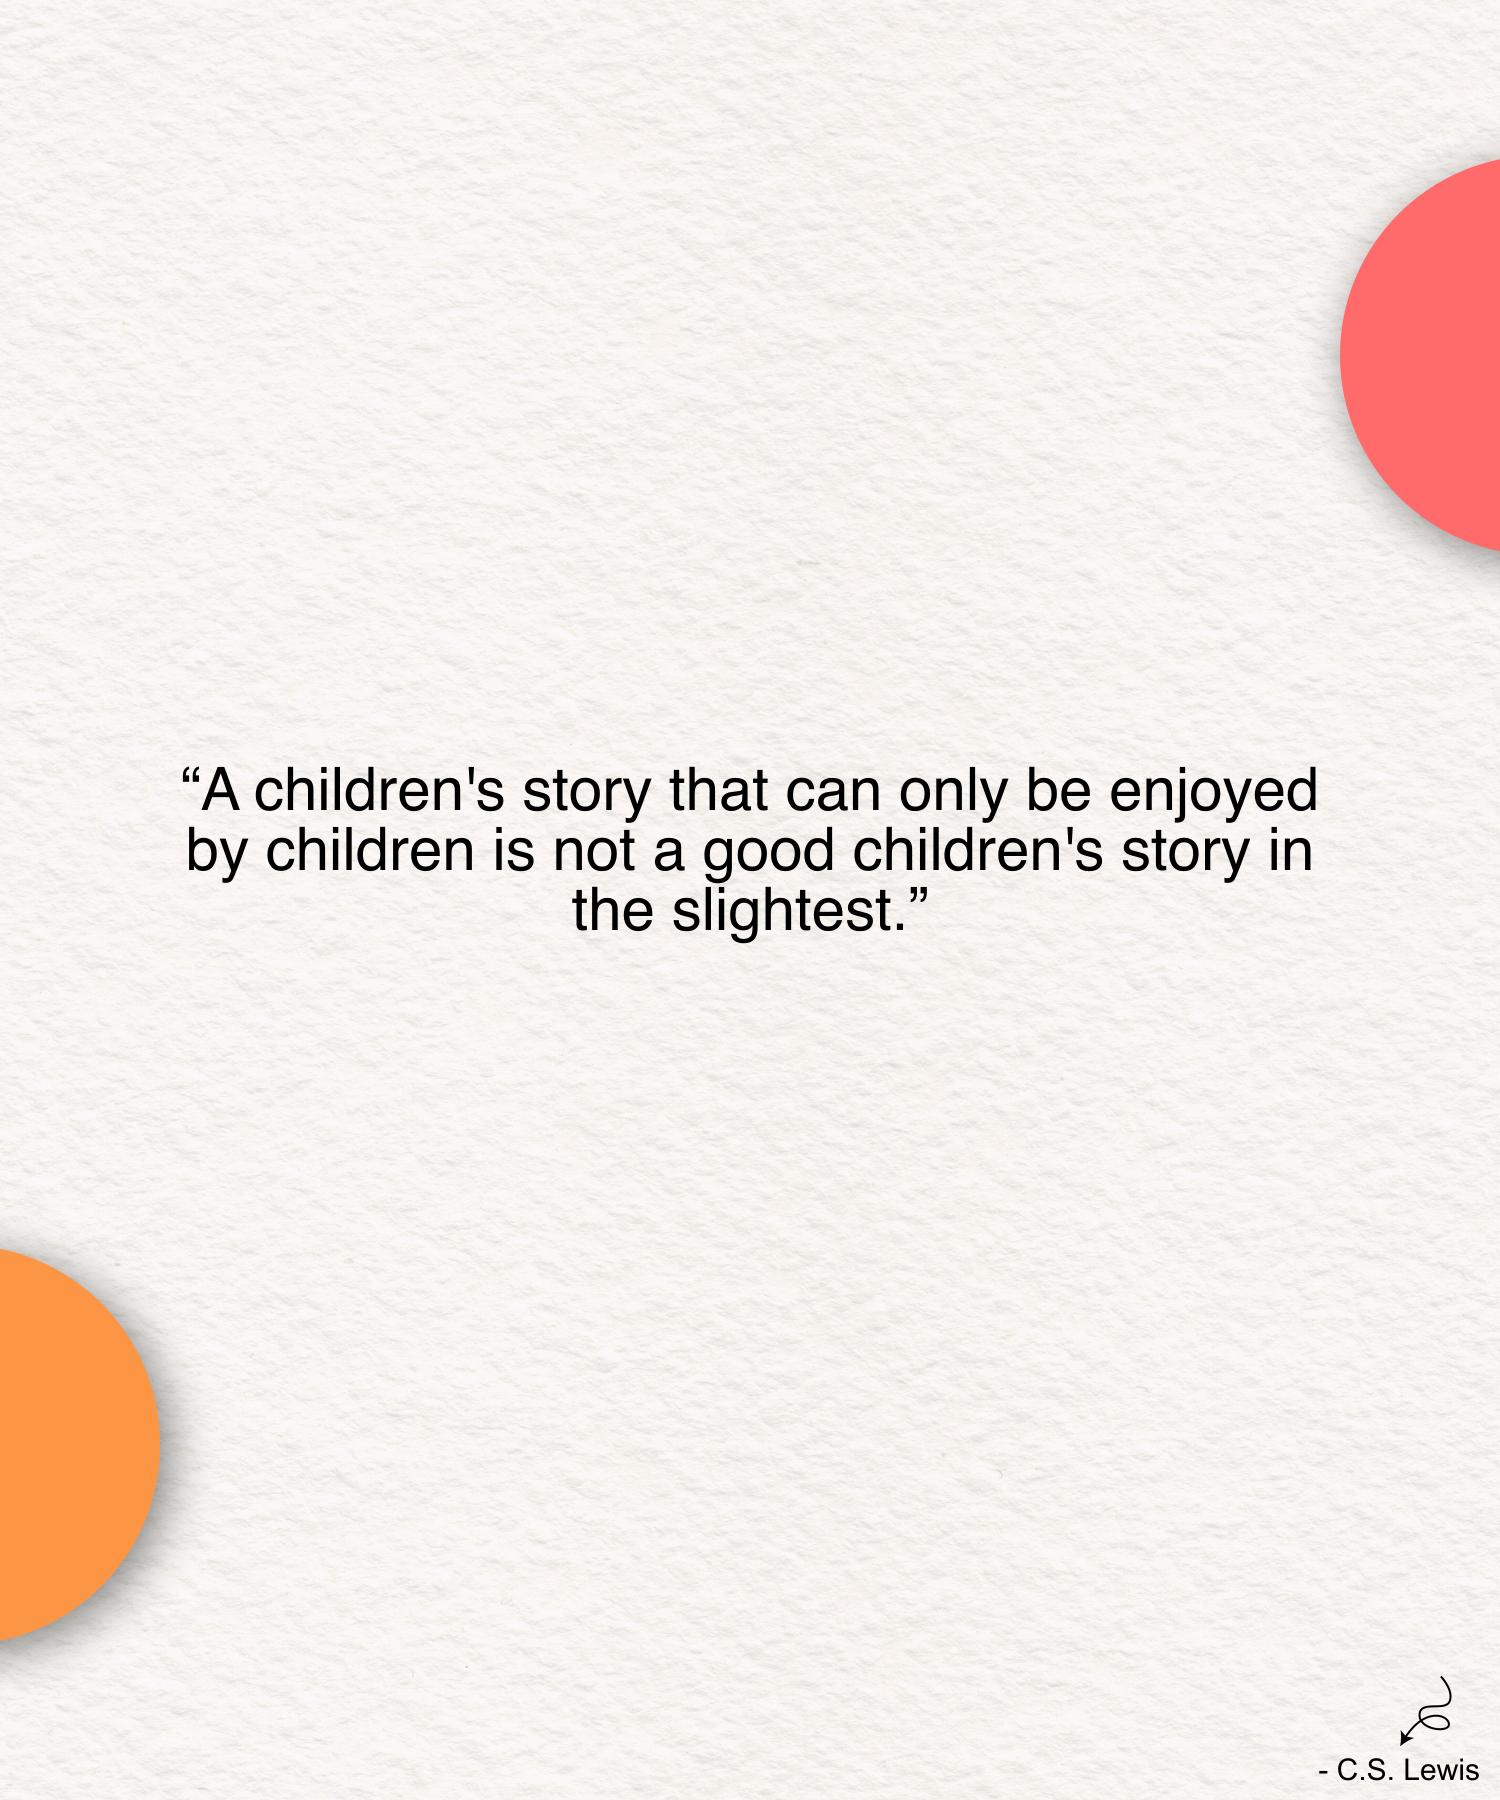 “A children's story that can only be enjoyed
by children is not a good children's story in
the slightest.”
- C.S. Lewis